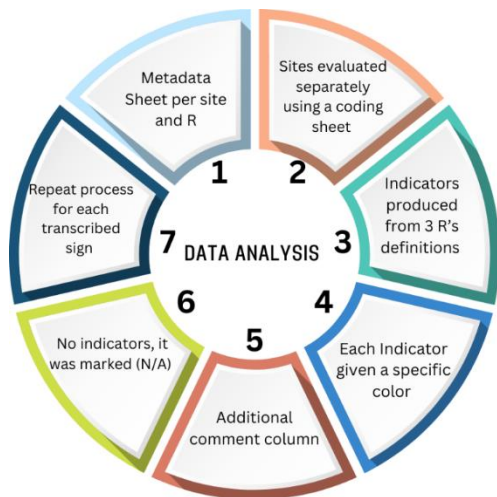 Metadata
Sheet per site
and R
1
Sites evaluated
separately
using a coding
sheet
2
Indicators
produced
from 3 R's
definitions
3
Each Indicator
given a specific
color
4
Additional
comment column
5
No indicators, it
was marked (N/A)
6
Repeat process
for each
transcribed
sign
7
DATA ANALYSIS